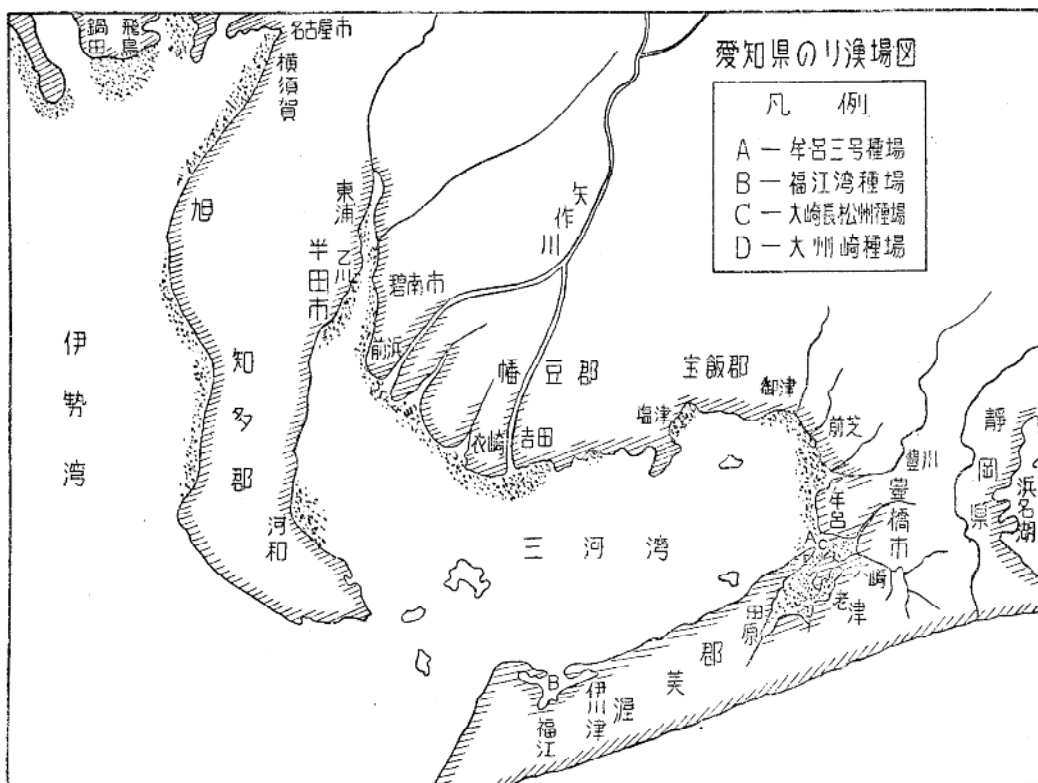 愛知県のり漁場図
凡例
A－牟呂三号種場
B－福江湾種場
C－大崎長松州種場
D－大州崎種場
鍋田
飛島
名古屋市
横須賀
旭
東浦
乙川
半田市
碧南市
矢作川
前浜
幡豆郡
宝飯郡
御津
塩津
前芝
豊川
静岡県
浜名湖
伊勢湾
知多郡
衣崎
吉田
牟呂
豊橋市
河和
三河湾
A
C
崎
老津
田原
渥美郡
B
伊川津
福江